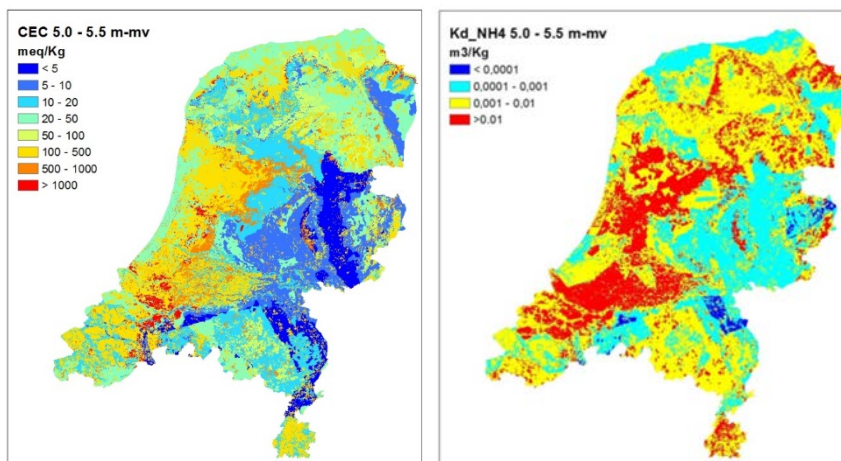 CEC 5.0 - 5.5 m-mv
meq/Kg
< 5
5 - 10
10 - 20
20 - 50
50 - 100
100 - 500
500 - 1000
> 1000
Kd_NH4 5.0 - 5.5 m-mv
m3/Kg
< 0,0001
0,0001 - 0,001
0,001 - 0,01
>0.01